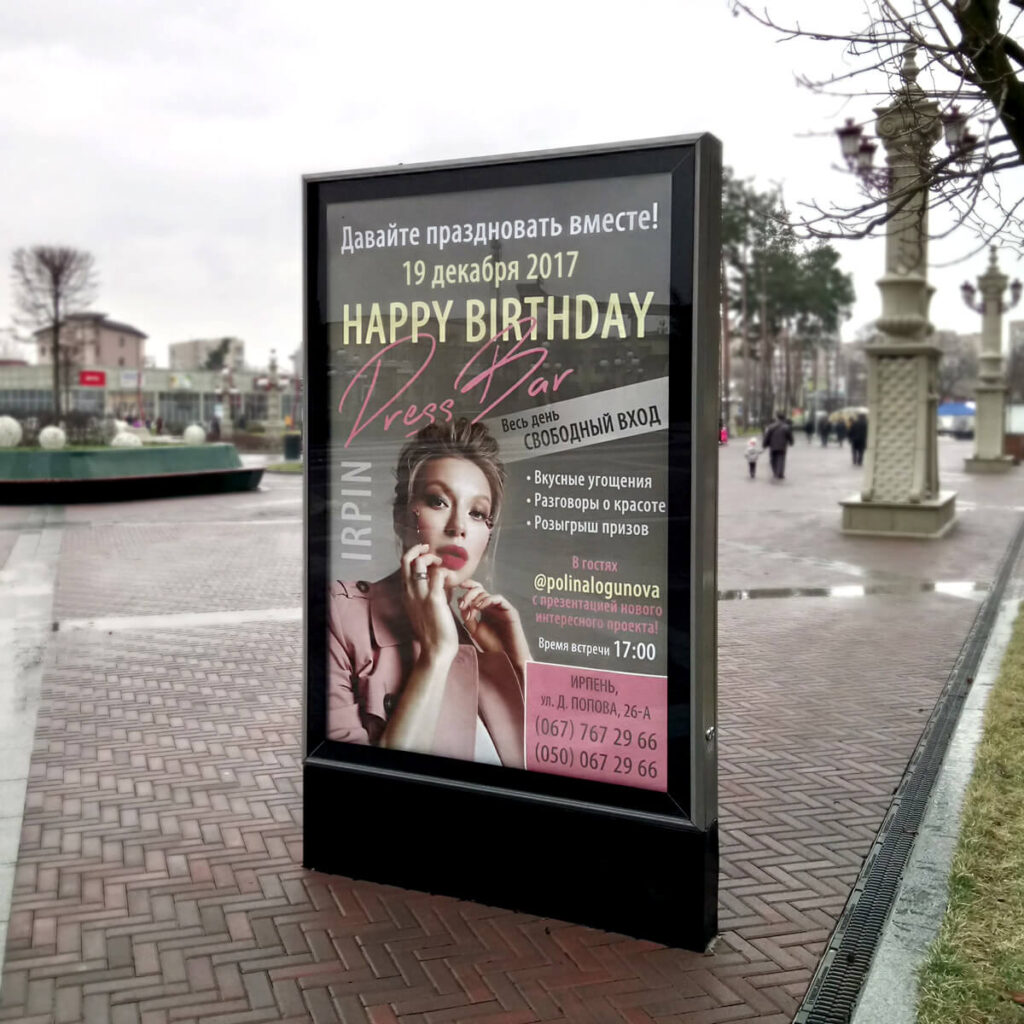 Давайте праздновать вместе!
19 декабря 2017
HAPPY BIRTHDAY
Dress Bar
Весь день
СВОБОДНЫЙ ВХОД
IRPIN
• Вкусные угощения
• Разговоры о красоте
• Розыгрыш призов
В гостях
@polinalogunova
с презентацией нового
интересного проекта!
Время встречи 17:00
ИРПЕНЬ,
ул. Д. ПОПОВА, 26-А
(067) 767 29 66
(050) 067 29 66